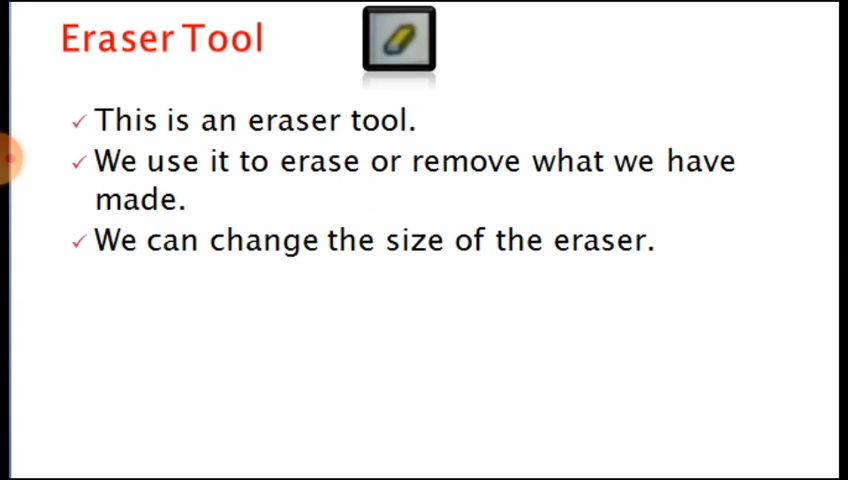 Eraser Tool
✓ This is an eraser tool.
✓ We use it to erase or remove what we have
made.
✓ We can change the size of the eraser.